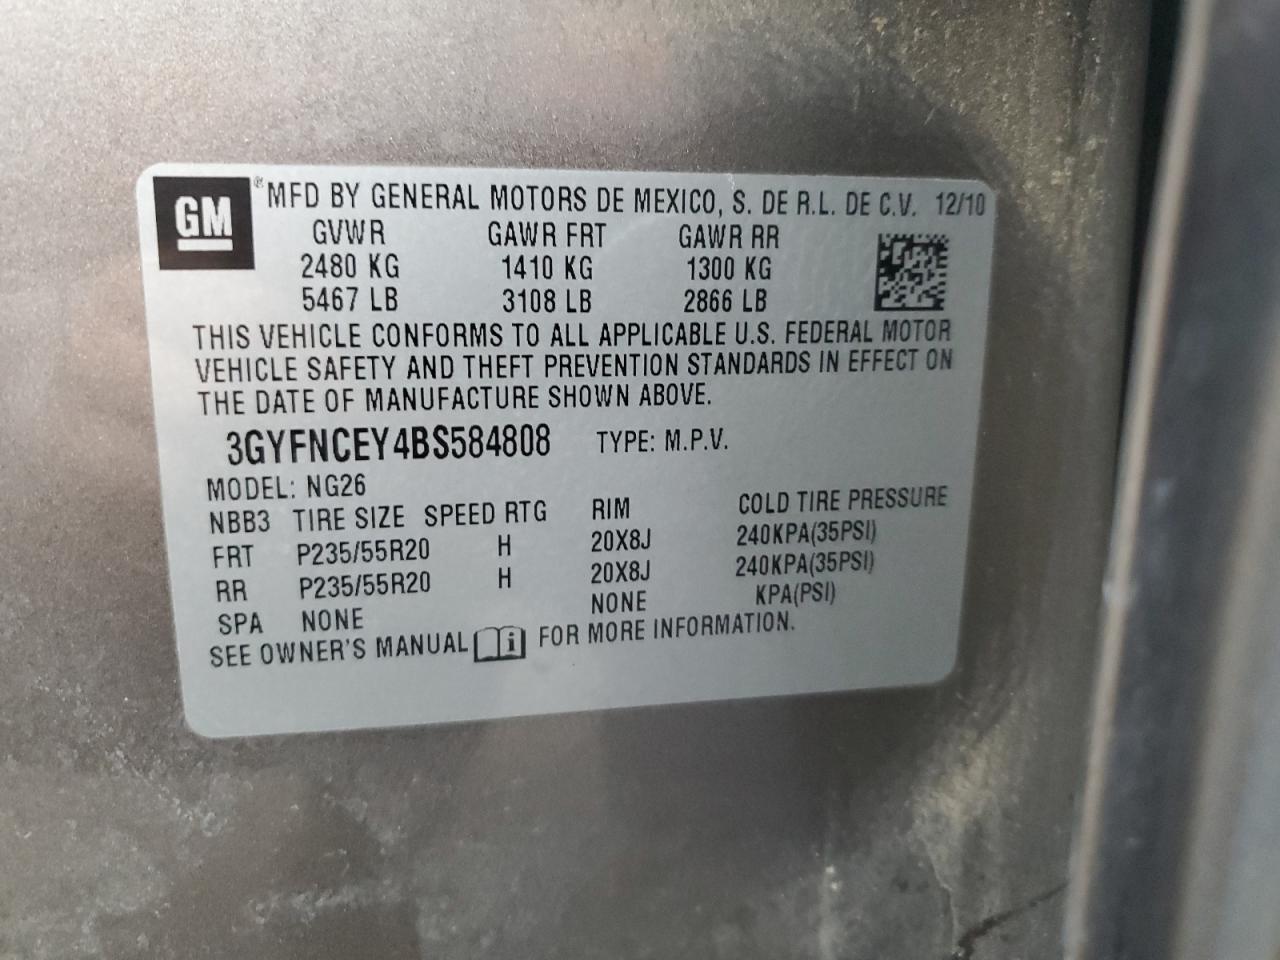 GM ® MFD BY GENERAL MOTORS DE MEXICO, S. DE R.L. DE C.V. 12/10
GVWR GAWR FRT GAWR RR
2480 KG 1410 KG 1300 KG
5467 LB 3108 LB 2866 LB
THIS VEHICLE CONFORMS TO ALL APPLICABLE U.S. FEDERAL MOTOR
VEHICLE SAFETY AND THEFT PREVENTION STANDARDS IN EFFECT ON
THE DATE OF MANUFACTURE SHOWN ABOVE.
3GYFNCEY4BS584808 TYPE: M.P.V.
MODEL: NG26
NBB3 TIRE SIZE SPEED RTG RIM COLD TIRE PRESSURE
FRT P235/55R20 H 20X8J 240KPA(35PSI)
RR P235/55R20 H 20X8J 240KPA(35PSI)
SPA NONE NONE KPA(PSI)
SEE OWNER'S MANUAL i FOR MORE INFORMATION.